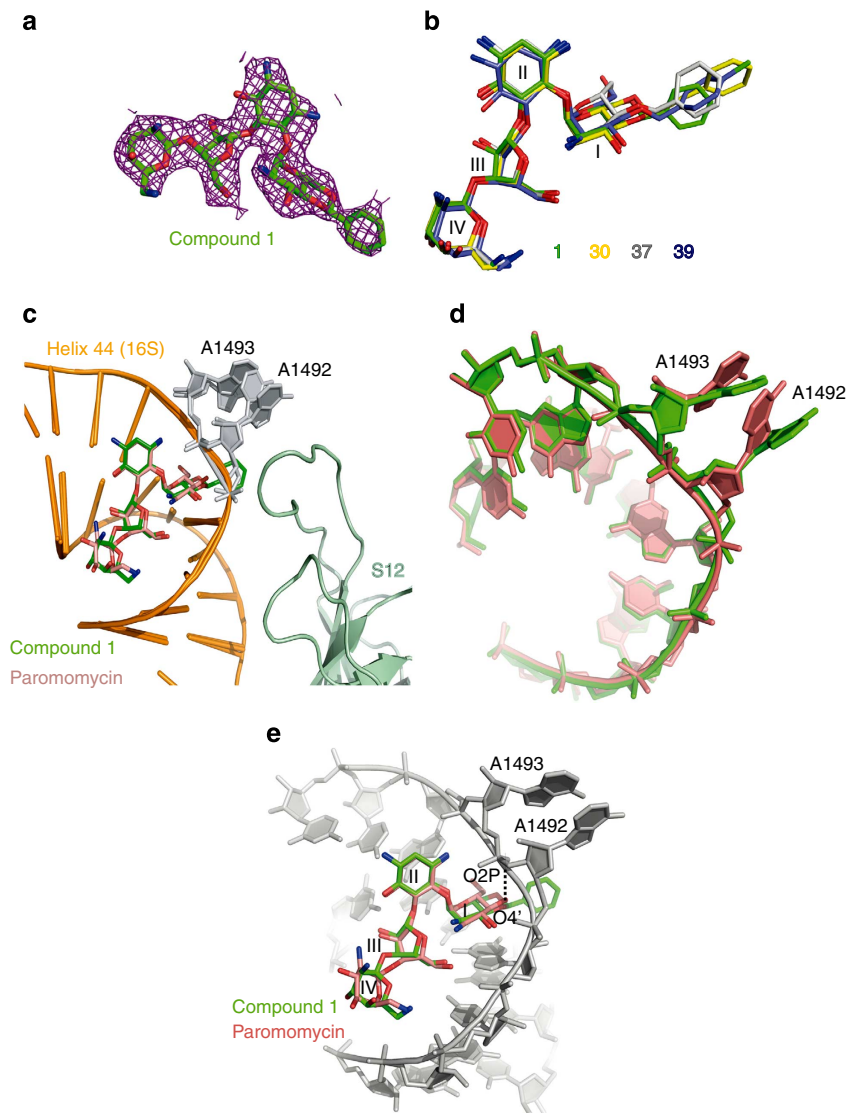 a
Compound 1
b
II
I
III
IV
1 30 37 39
c
Helix 44 (16S)
A1493
A1492
S12
Compound 1
Paromomycin
d
A1493
A1492
e
A1493
A1492
II
O2P
I
O4'
III
IV
Compound 1
Paromomycin